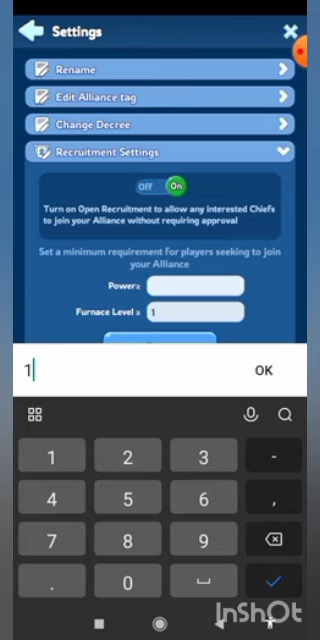 Settings
Rename
Edit Alliance tag
Change Decree
Recruitment Settings
Off On
Turn on Open Recruitment to allow any interested Chiefs
to join your Alliance without requiring approval
Set a minimum requirement for players seeking to join
your Alliance
Power≥
Furnace Level ≥ 1
1 OK
1 2 3 -
4 5 6 ,
7 8 9
. 0
InShOt